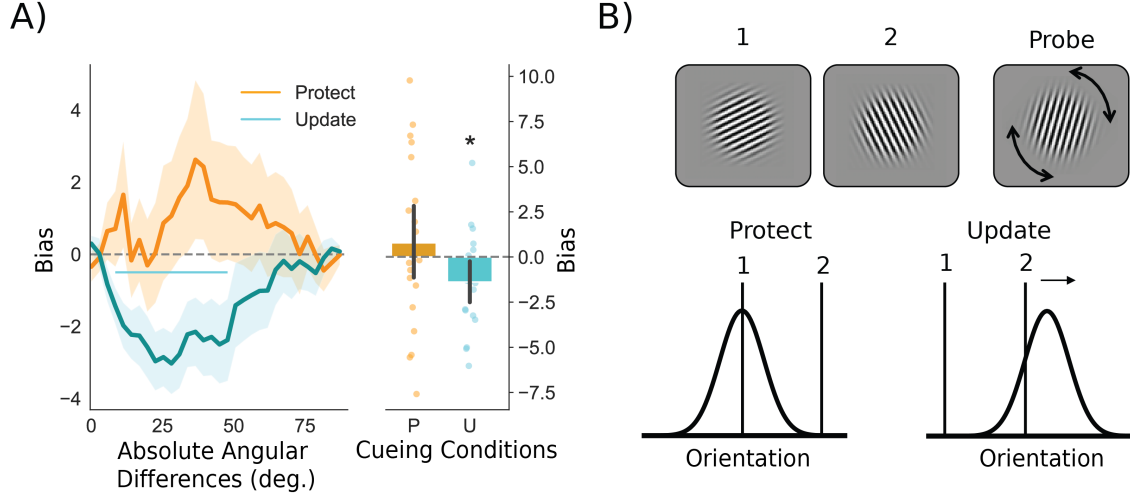 A)
Protect
Update
4
2
0
−2
−4
Bias
0
25
50
75
Absolute Angular
Differences (deg.)
*
10.0
7.5
5.0
2.5
0.0
−2.5
−5.0
−7.5
Bias
P
U
Cueing Conditions
B)
1
2
Probe
Protect
1
2
Orientation
Update
1
2
Orientation